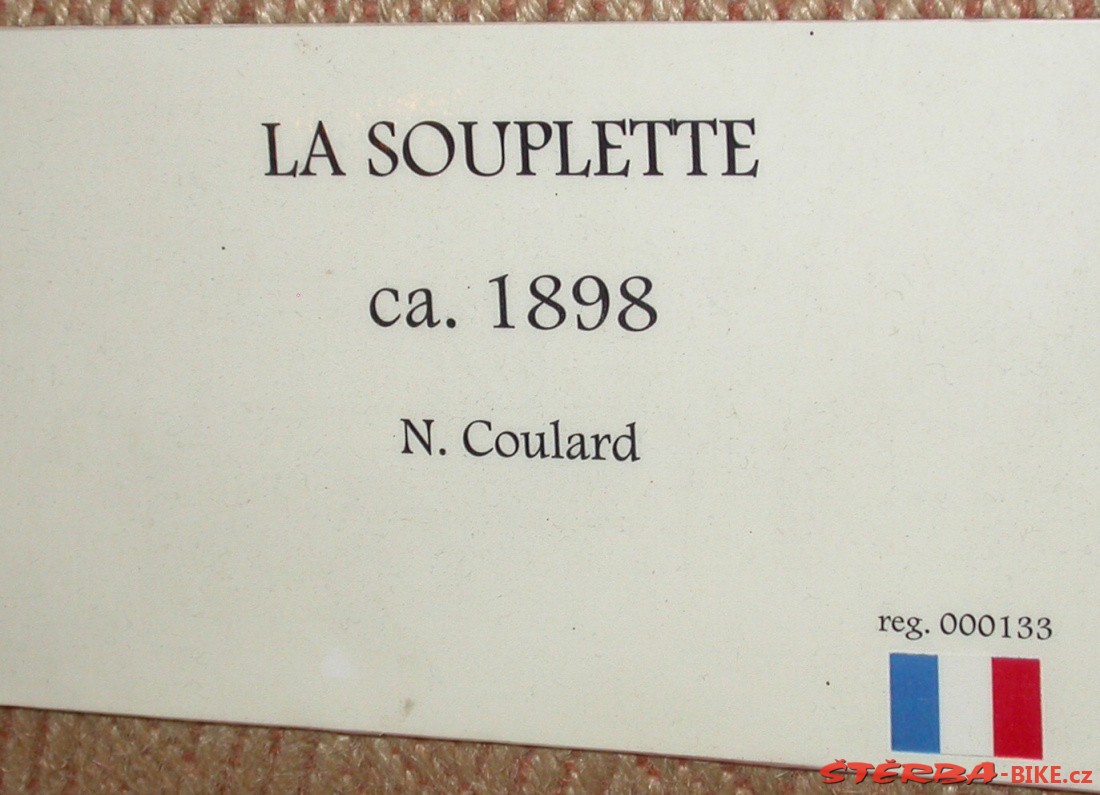 LA SOUPLETTE
ca. 1898
N. Coulard
reg. 000133
ŠTĚRBA-BIKE.cz